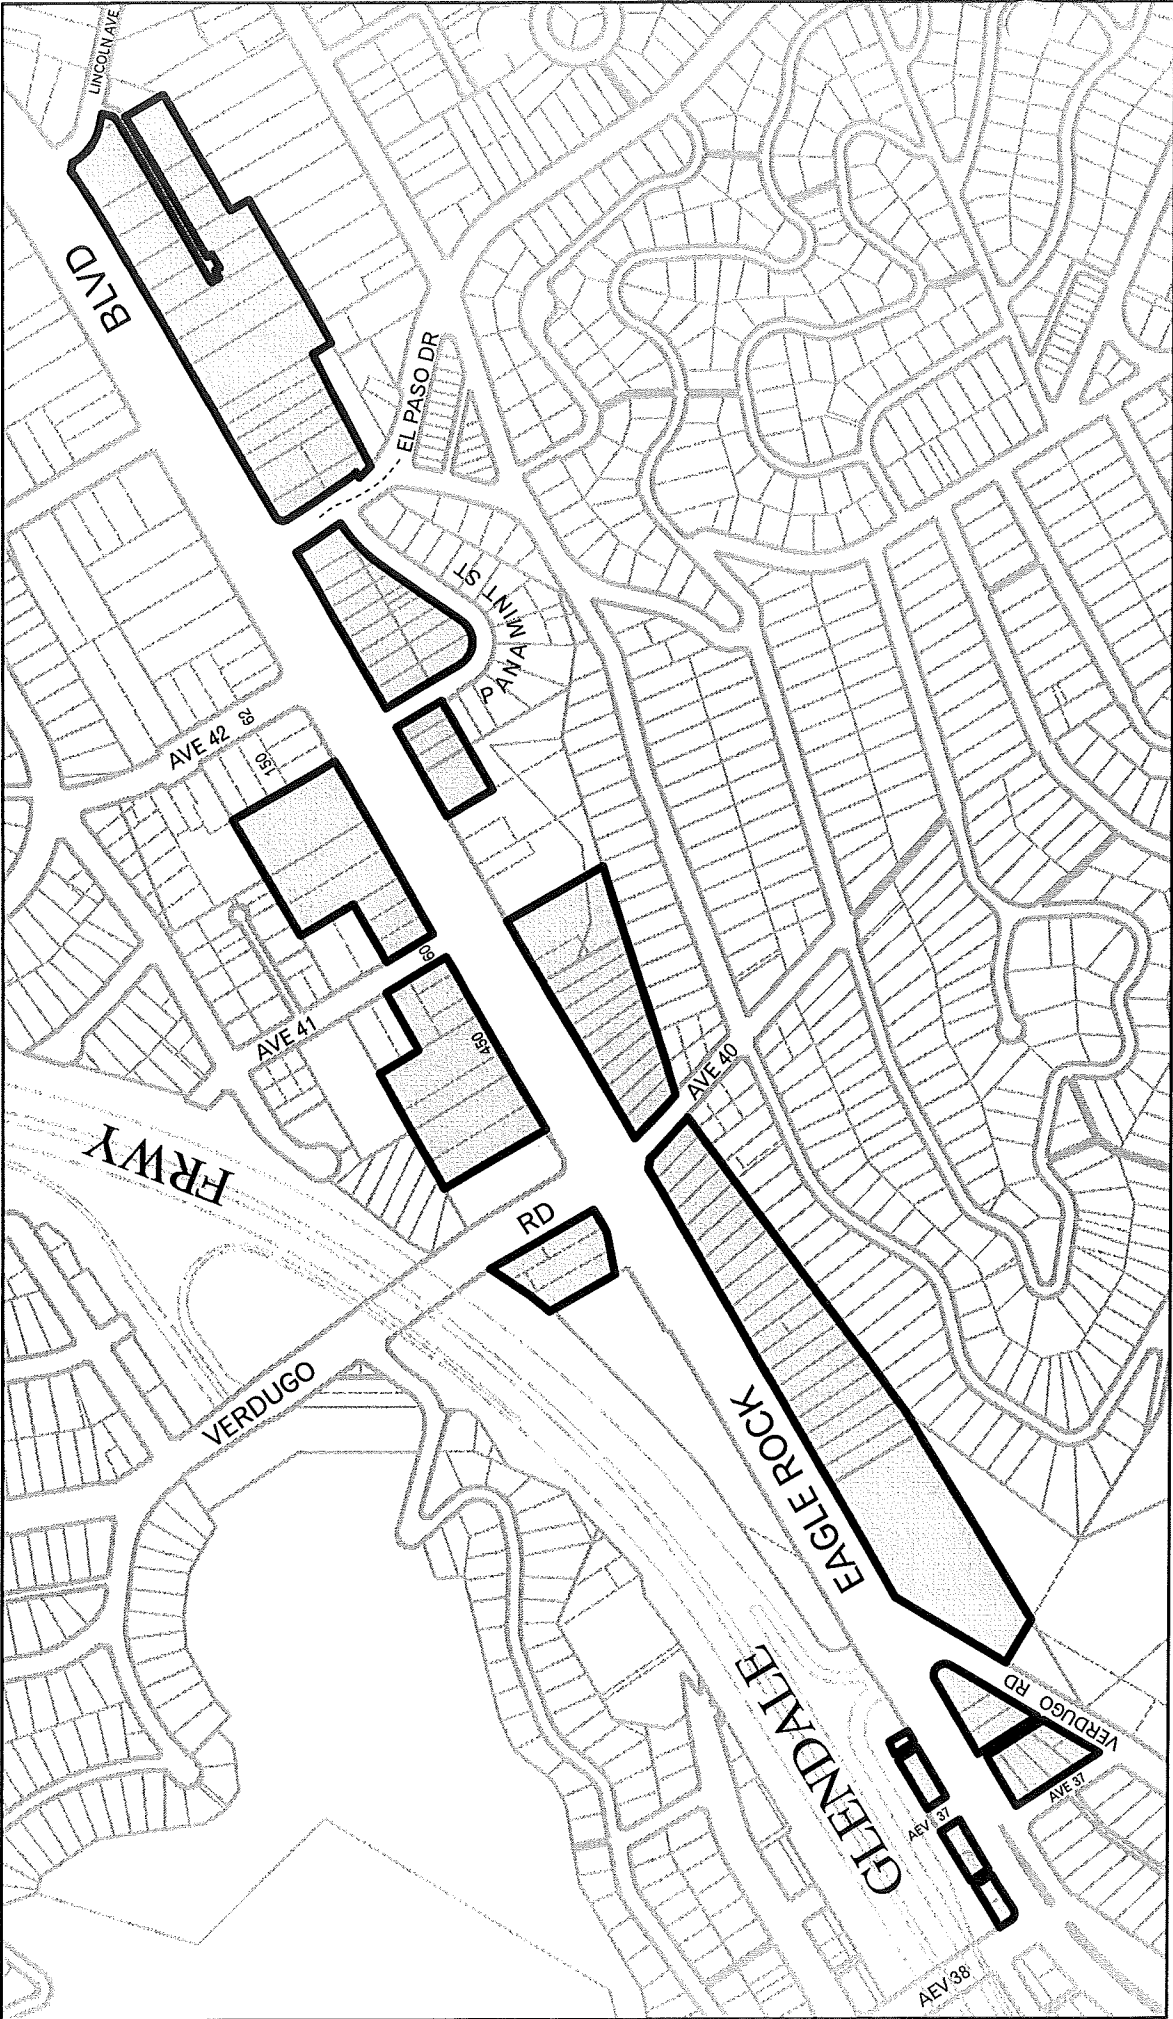 LINCOLN AVE
BLVD
EL PASO DR
PANAMINT ST
AVE 42
62
150
60
AVE 41
450
AVE 40
FRWY
RD
VERDUGO
EAGLE ROCK
GLENDALE
VERDUGO RD
AVE 37
AEV 37
AEV 38